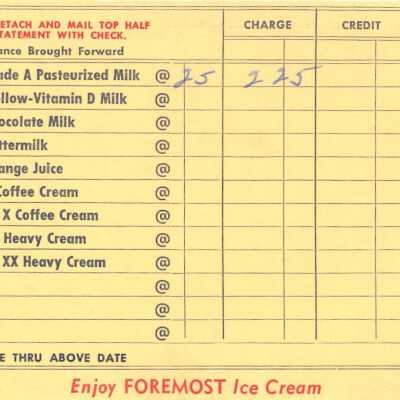 ETACH AND MAIL TOP HALF
TATEMENT WITH CHECK.
CHARGE
CREDIT
ance Brought Forward
ade A Pasteurized Milk @ 25 2 25
llow-Vitamin D Milk @
ocolate Milk @
ttermilk @
ange Juice @
Coffee Cream @
X Coffee Cream @
Heavy Cream @
XX Heavy Cream @
@
@
@
E THRU ABOVE DATE
Enjoy FOREMOST Ice Cream